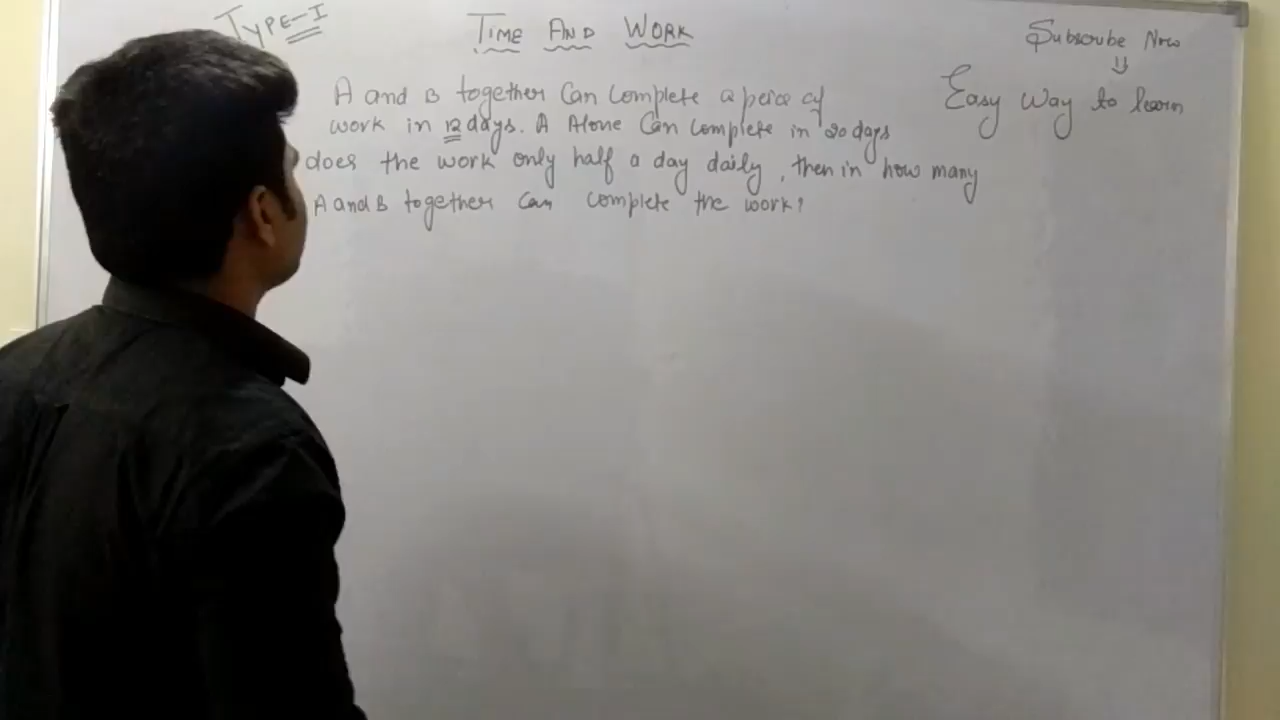 TYPE-I
TIME AND WORK
Subscrube Now
⇓
Easy way to learn
A and B together Can Complete a peice of
work in 12 days. A Alone Can Complete in 20 days
does the work only half a day daily, then in how many
A and B together can complete the work?